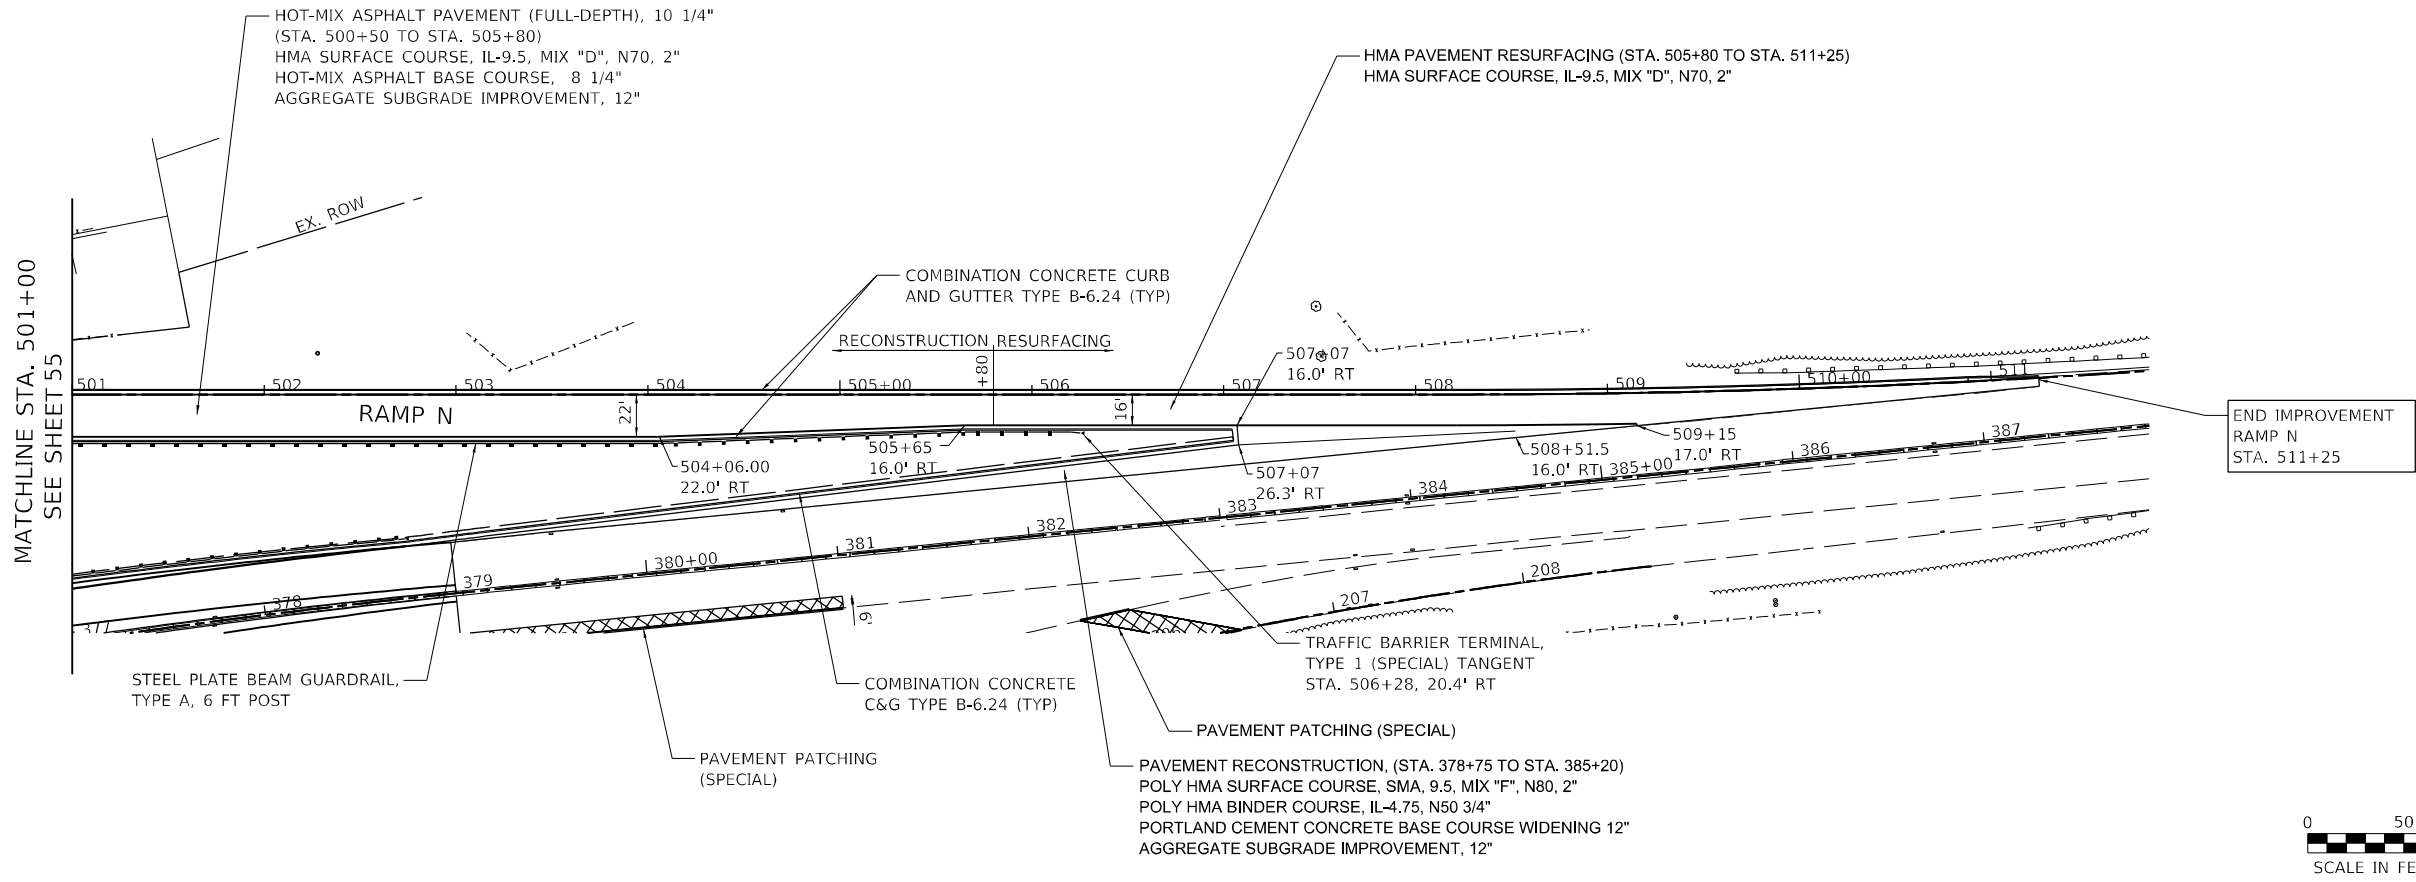 HOT-MIX ASPHALT PAVEMENT (FULL-DEPTH), 10 1/4"
(STA. 500+50 TO STA. 505+80)
HMA SURFACE COURSE, IL-9.5, MIX "D", N70, 2"
HOT-MIX ASPHALT BASE COURSE, 8 1/4"
AGGREGATE SUBGRADE IMPROVEMENT, 12"
HMA PAVEMENT RESURFACING (STA. 505+80 TO STA. 511+25)
HMA SURFACE COURSE, IL-9.5, MIX "D", N70, 2"
MATCHLINE STA. 501+00
SEE SHEET 55
EX. ROW
COMBINATION CONCRETE CURB
AND GUTTER TYPE B-6.24 (TYP)
RECONSTRUCTION RESURFACING
+80
507+07
16.0' RT
501
502
503
504
505+00
506
507
508
509
510+00
511
RAMP N
22'
16'
504+06.00
22.0' RT
505+65
16.0' RT
507+07
26.3' RT
508+51.5
16.0' RT
509+15
17.0' RT
END IMPROVEMENT
RAMP N
STA. 511+25
377
378
379
380+00
381
382
383
384
385+00
386
387
207
208
9'
STEEL PLATE BEAM GUARDRAIL,
TYPE A, 6 FT POST
COMBINATION CONCRETE
C&G TYPE B-6.24 (TYP)
TRAFFIC BARRIER TERMINAL,
TYPE 1 (SPECIAL) TANGENT
STA. 506+28, 20.4' RT
PAVEMENT PATCHING
(SPECIAL)
PAVEMENT PATCHING (SPECIAL)
PAVEMENT RECONSTRUCTION, (STA. 378+75 TO STA. 385+20)
POLY HMA SURFACE COURSE, SMA, 9.5, MIX "F", N80, 2"
POLY HMA BINDER COURSE, IL-4.75, N50 3/4"
PORTLAND CEMENT CONCRETE BASE COURSE WIDENING 12"
AGGREGATE SUBGRADE IMPROVEMENT, 12"
0 50
SCALE IN FE